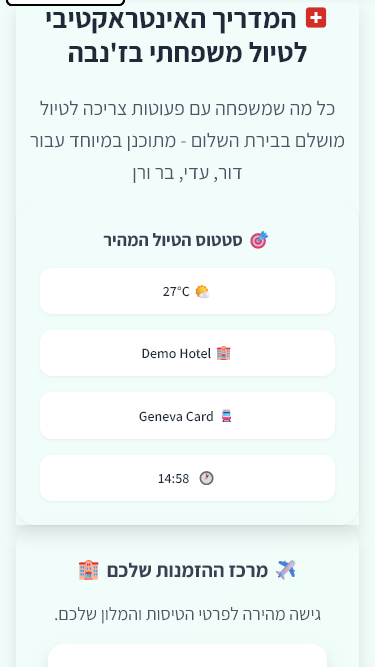 המדריך האינטראקטיבי
לטיול משפחתי בז'נבה
כל מה שמשפחה עם פעוטות צריכה לטיול
מושלם בבירת השלום - מתוכנן במיוחד עבור
דור, עדי, בר ורן
סטטוס הטיול המהיר
27°C
Demo Hotel
Geneva Card
14:58
מרכז ההזמנות שלכם
גישה מהירה לפרטי הטיסות והמלון שלכם.